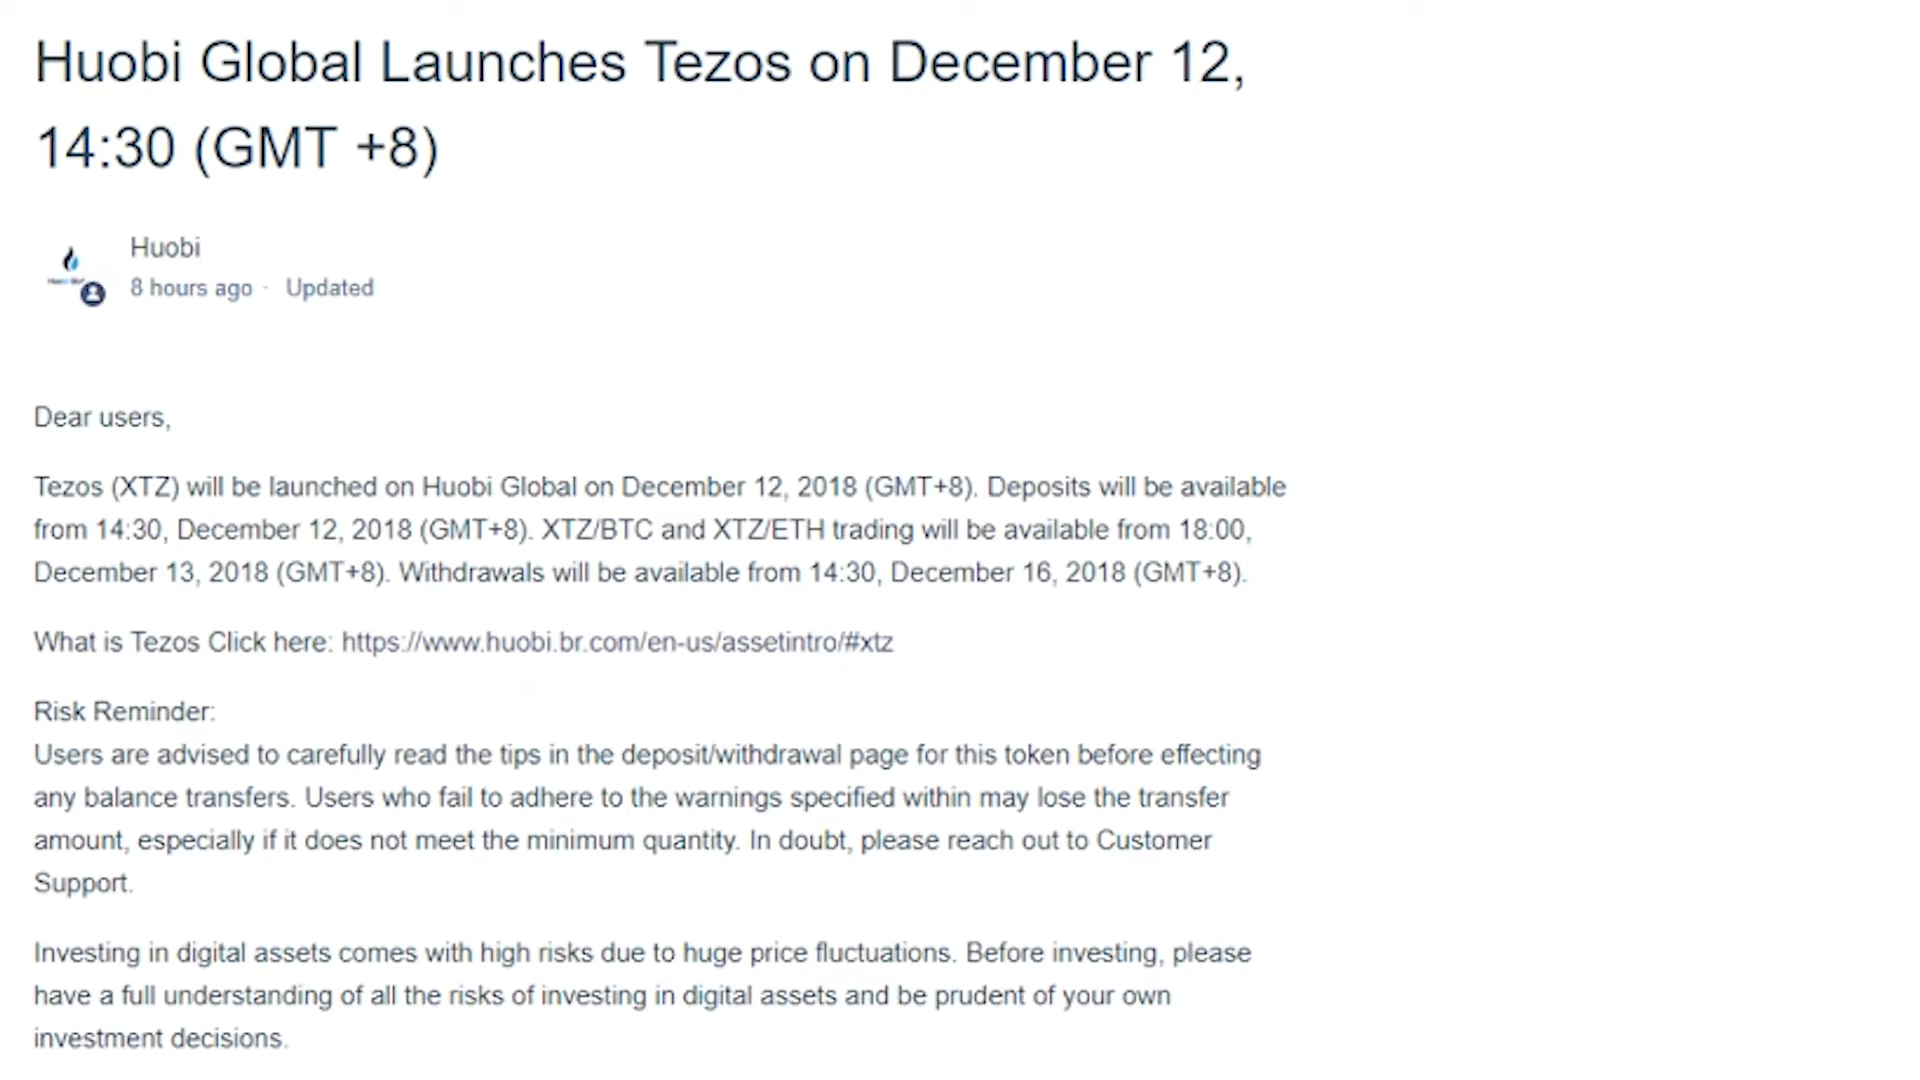 Huobi Global Launches Tezos on December 12,
14:30 (GMT +8)
Huobi
8 hours ago · Updated
Dear users,
Tezos (XTZ) will be launched on Huobi Global on December 12, 2018 (GMT+8). Deposits will be available
from 14:30, December 12, 2018 (GMT+8). XTZ/BTC and XTZ/ETH trading will be available from 18:00,
December 13, 2018 (GMT+8). Withdrawals will be available from 14:30, December 16, 2018 (GMT+8).
What is Tezos Click here: https://www.huobi.br.com/en-us/assetintro/#xtz
Risk Reminder:
Users are advised to carefully read the tips in the deposit/withdrawal page for this token before effecting
any balance transfers. Users who fail to adhere to the warnings specified within may lose the transfer
amount, especially if it does not meet the minimum quantity. In doubt, please reach out to Customer
Support.
Investing in digital assets comes with high risks due to huge price fluctuations. Before investing, please
have a full understanding of all the risks of investing in digital assets and be prudent of your own
investment decisions.